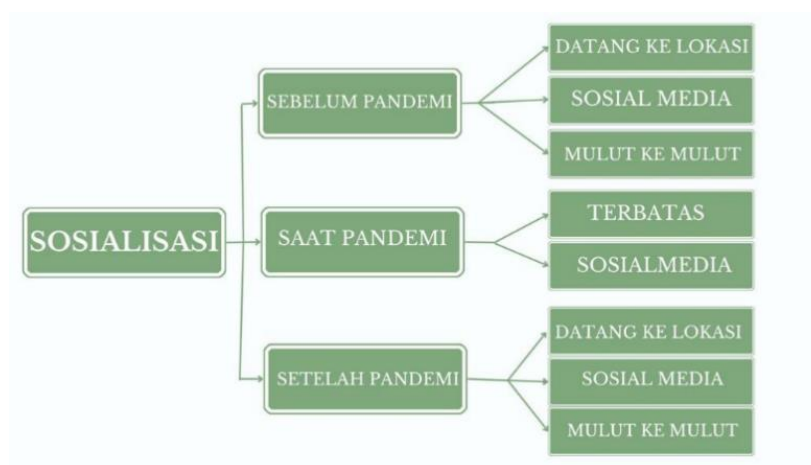 SOSIALISASI
SEBELUM PANDEMI
DATANG KE LOKASI
SOSIAL MEDIA
MULUT KE MULUT
SAAT PANDEMI
TERBATAS
SOSIALMEDIA
SETELAH PANDEMI
DATANG KE LOKASI
SOSIAL MEDIA
MULUT KE MULUT